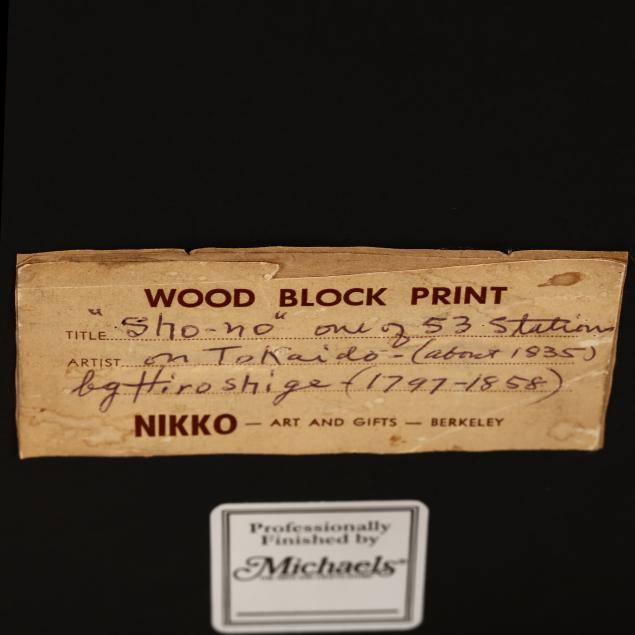 WOOD BLOCK PRINT
TITLE "Sho-no" one of 53 Stations
ARTIST on Tokaido - (about 1835)
by Hiroshige - (1797-1858)
NIKKO — ART AND GIFTS — BERKELEY
Professionally
Finished by
Michaels